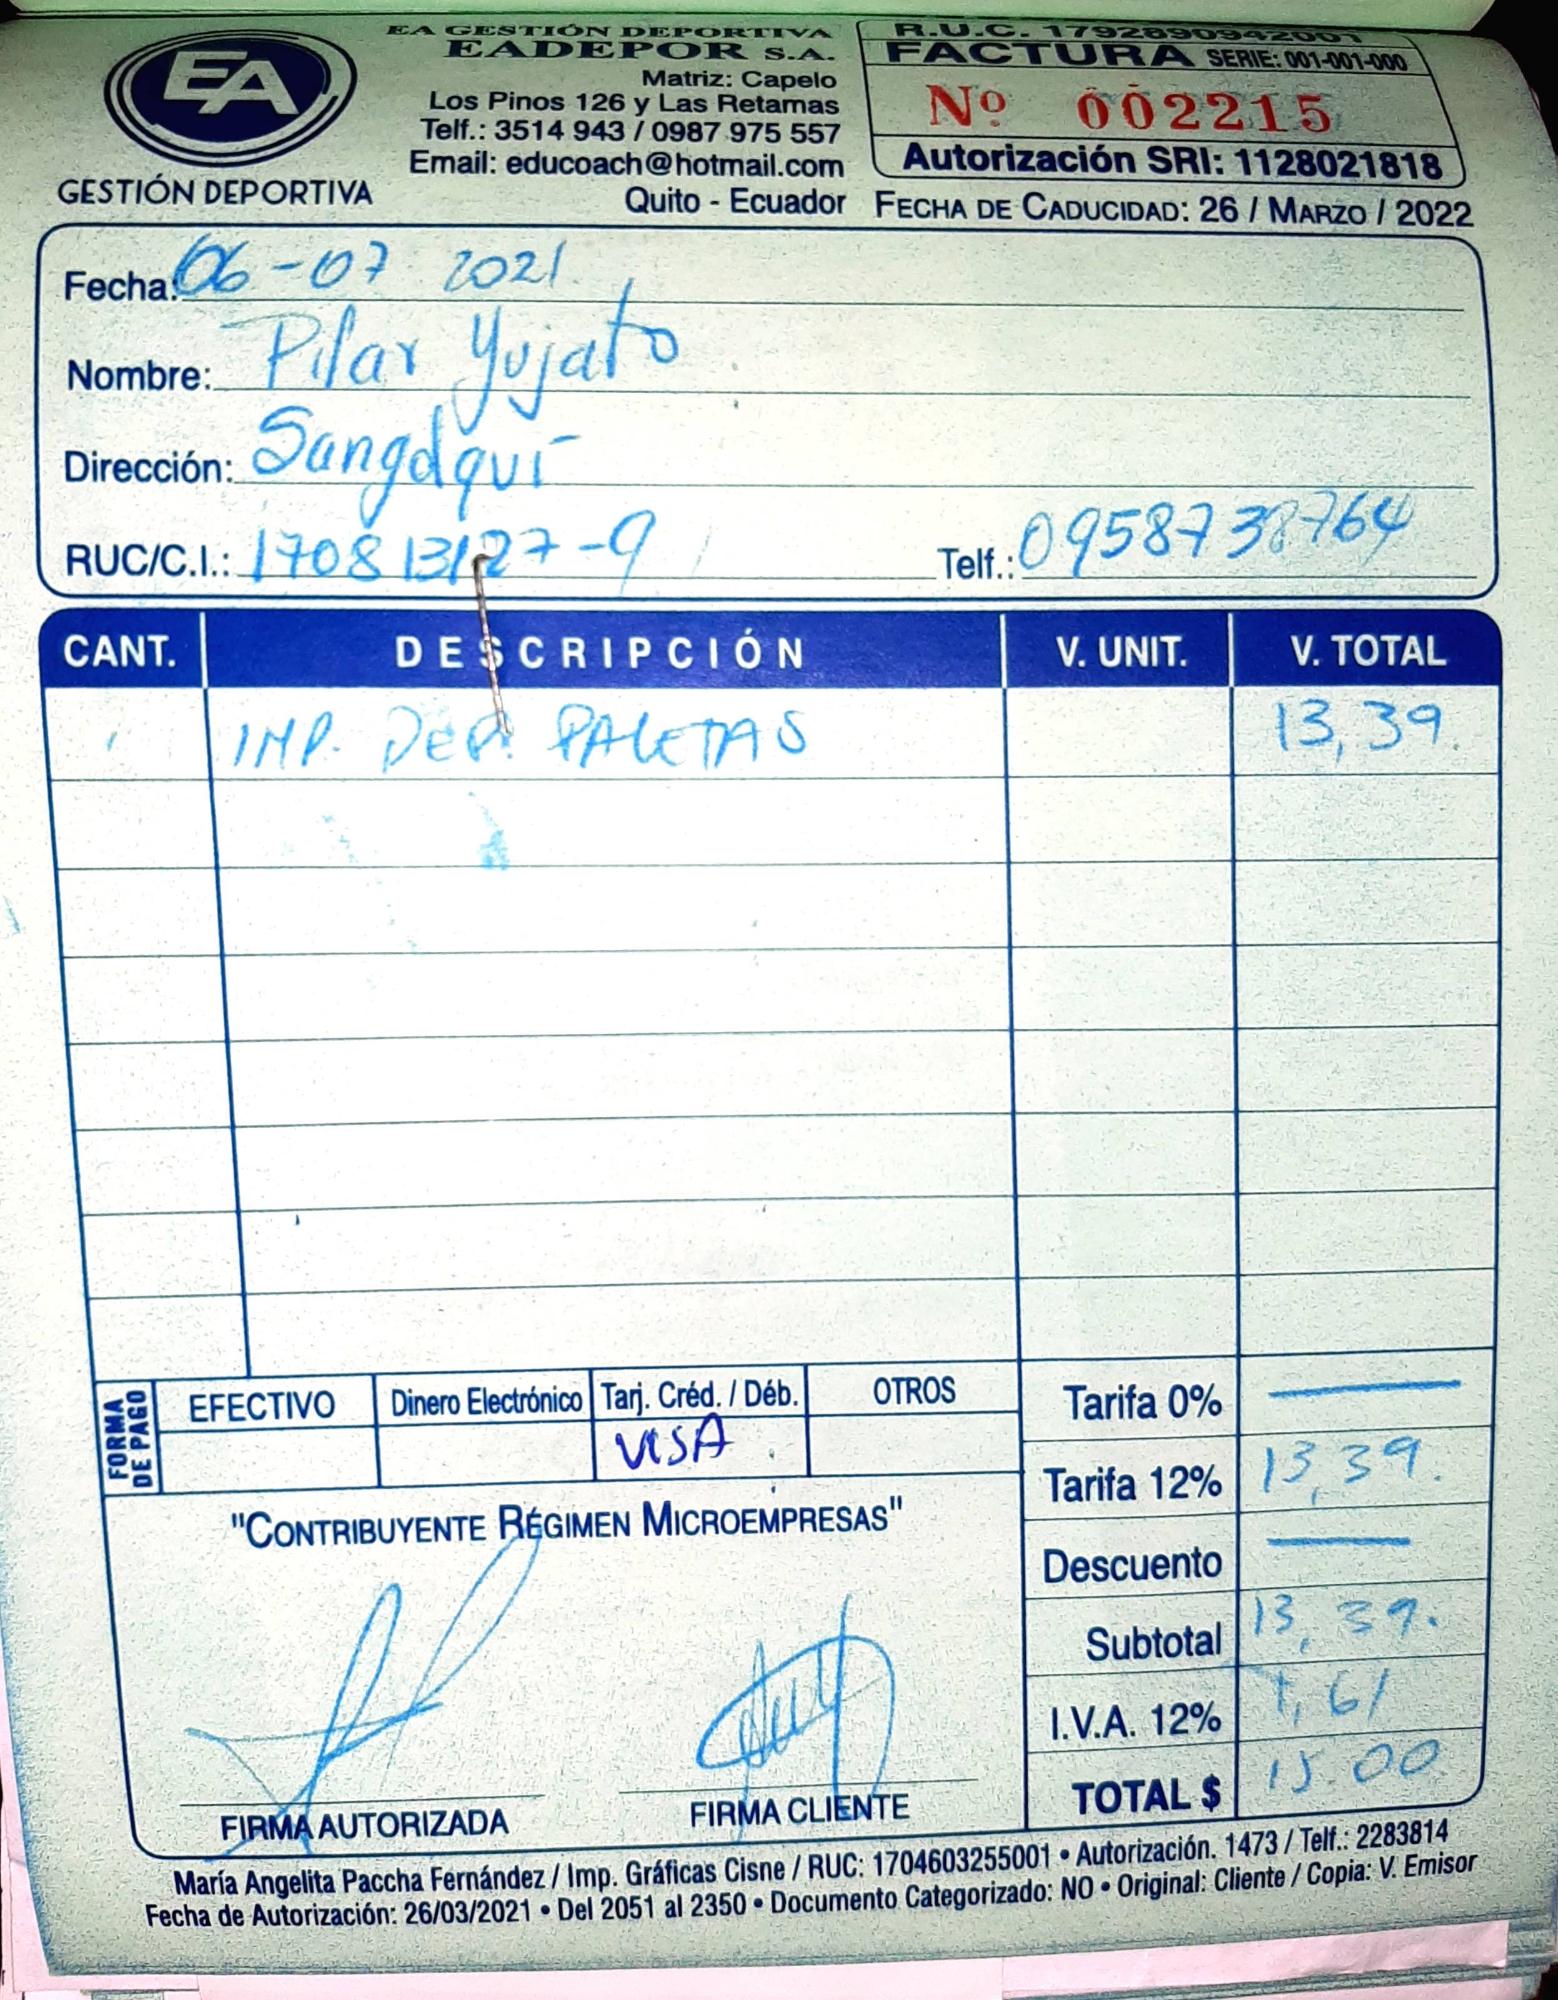 EA
GESTIÓN DEPORTIVA
EA GESTIÓN DEPORTIVA
EADEPOR S.A.
Matriz: Capelo
Los Pinos 126 y Las Retamas
Telf.: 3514 943 / 0987 975 557
Email: educoach@hotmail.com
Quito - Ecuador
R.U.C. 1792890942001
FACTURA SERIE: 001-001-000
Nº 002215
Autorización SRI: 1128021818
FECHA DE CADUCIDAD: 26 / MARZO / 2022
Fecha: 06-07 2021
Nombre: Pilar Yujato
Dirección: Sangolquí
RUC/C.I.: 170813127-9 Telf.: 0958738764
CANT. DESCRIPCIÓN V. UNIT. V. TOTAL
1 IMP. DEP. PALETAS 13,39
FORMA DE PAGO
EFECTIVO Dinero Electrónico Tarj. Créd. / Déb. OTROS
VISA
Tarifa 0% —
Tarifa 12% 13,39.
Descuento —
Subtotal 13,39.
I.V.A. 12% 1,61
TOTAL $ 15.00
"CONTRIBUYENTE RÉGIMEN MICROEMPRESAS"
FIRMA AUTORIZADA FIRMA CLIENTE
María Angelita Paccha Fernández / Imp. Gráficas Cisne / RUC: 1704603255001 • Autorización. 1473 / Telf.: 2283814
Fecha de Autorización: 26/03/2021 • Del 2051 al 2350 • Documento Categorizado: NO • Original: Cliente / Copia: V. Emisor